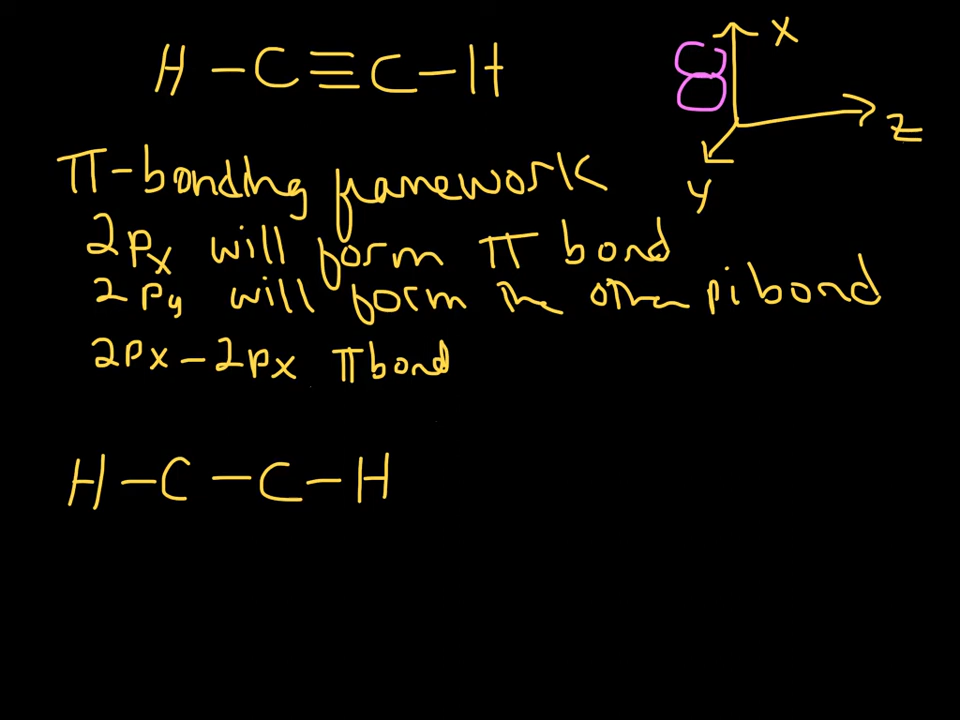 H-C≡C-H
X
Z
y
π-bonding framework
2px will form π bond
2py will form the other pi bond
2px-2px π bond
H-C-C-H